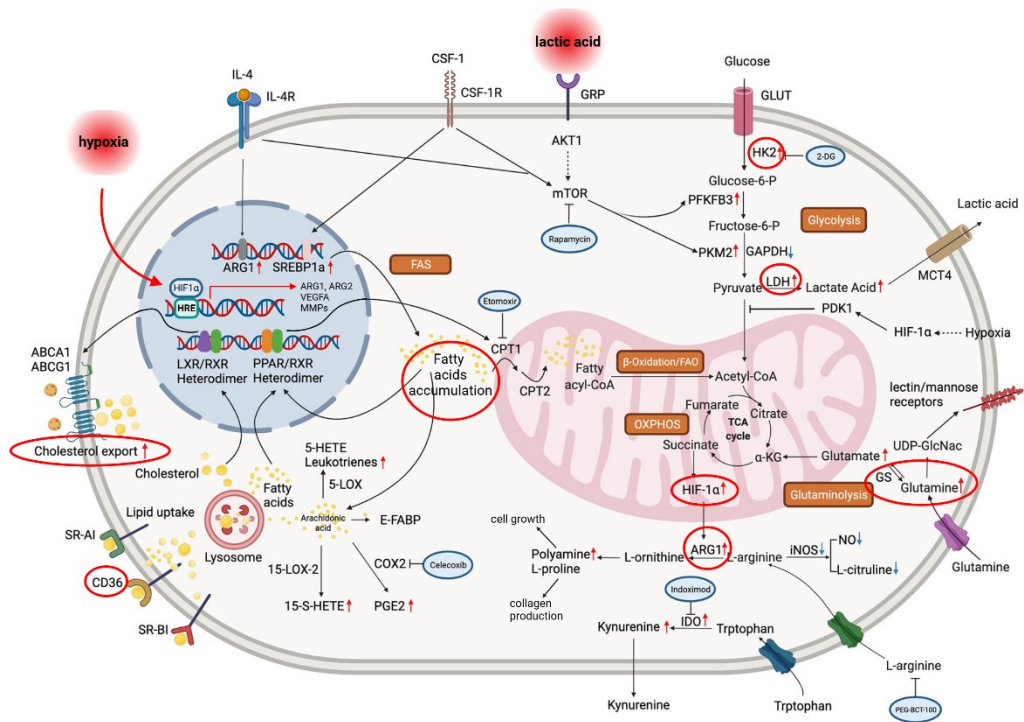 lactic acid
CSF-1
Glucose
IL-4
CSF-1R
GRP
GLUT
IL-4R
hypoxia
AKT1
HK2
2-DG
Glucose-6-P
mTOR
PFKFB3
Lactic acid
Fructose-6-P
Glycolysis
Rapamycin
PKM2
GAPDH
MCT4
ARG1
SREBP1a
FAS
LDH
HIF1α
ARG1, ARG2
Pyruvate
Lactate Acid
HRE
VEGFA
MMPs
Etomoxir
PDK1
HIF-1α
Hypoxia
CPT1
ABCA1
ABCG1
LXR/RXR
Heterodimer
PPAR/RXR
Heterodimer
Fatty
acids
accumulation
CPT2
Fatty
acyl-CoA
β-Oxidation/FAO
Acetyl-CoA
lectin/mannose
receptors
Fumarate
Citrate
OXPHOS
TCA
cycle
Succinate
α-KG
Glutamate
UDP-GlcNac
Cholesterol export
5-HETE
Leukotrienes
Cholesterol
5-LOX
HIF-1α
Glutaminolysis
GS
Glutamine
Fatty
acids
Lipid uptake
Arachidonic
acid
E-FABP
cell growth
SR-AI
Lysosome
Polyamine
L-proline
L-ornithine
ARG1
L-arginine
iNOS
NO
L-citruline
Glutamine
CD36
15-LOX-2
COX2
Celecoxib
Indoximod
15-S-HETE
PGE2
collagen
production
IDO
Kynurenine
Trptophan
SR-BI
L-arginine
Kynurenine
Trptophan
PEG-BCT-100